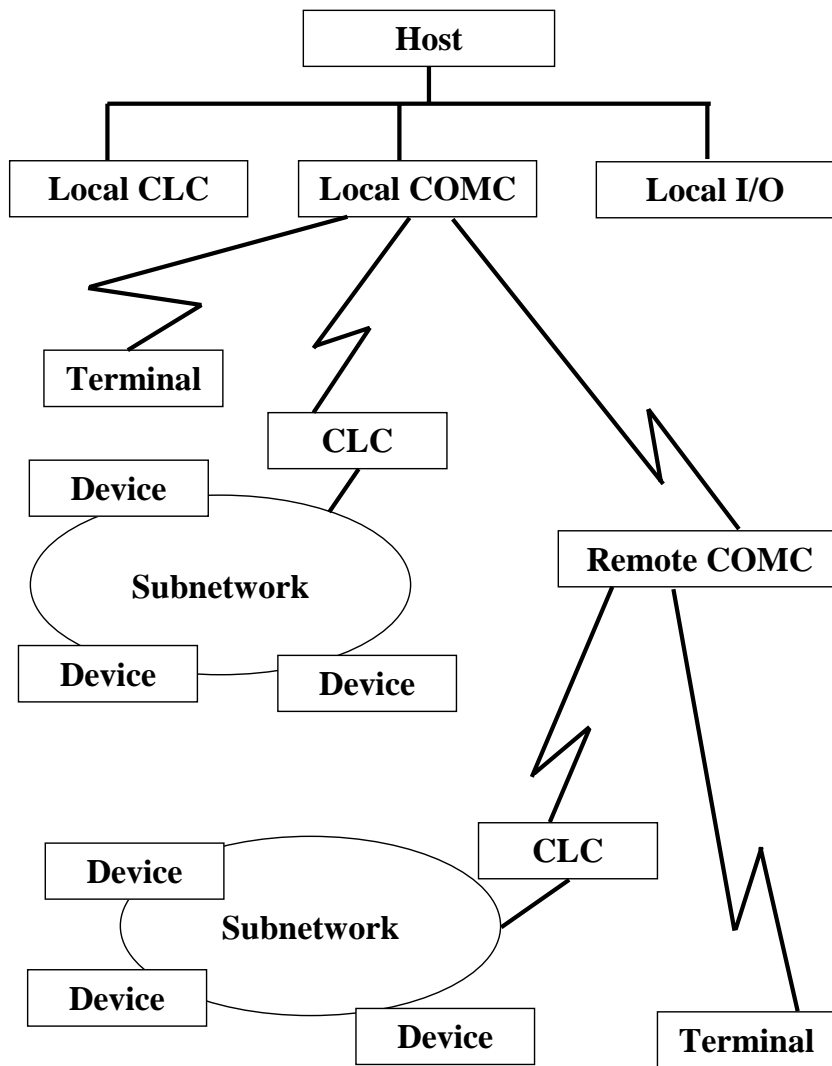 Host
Local CLC
Local COMC
Local I/O
Terminal
CLC
Device
Subnetwork
Remote COMC
Device
Device
CLC
Device
Subnetwork
Device
Device
Terminal